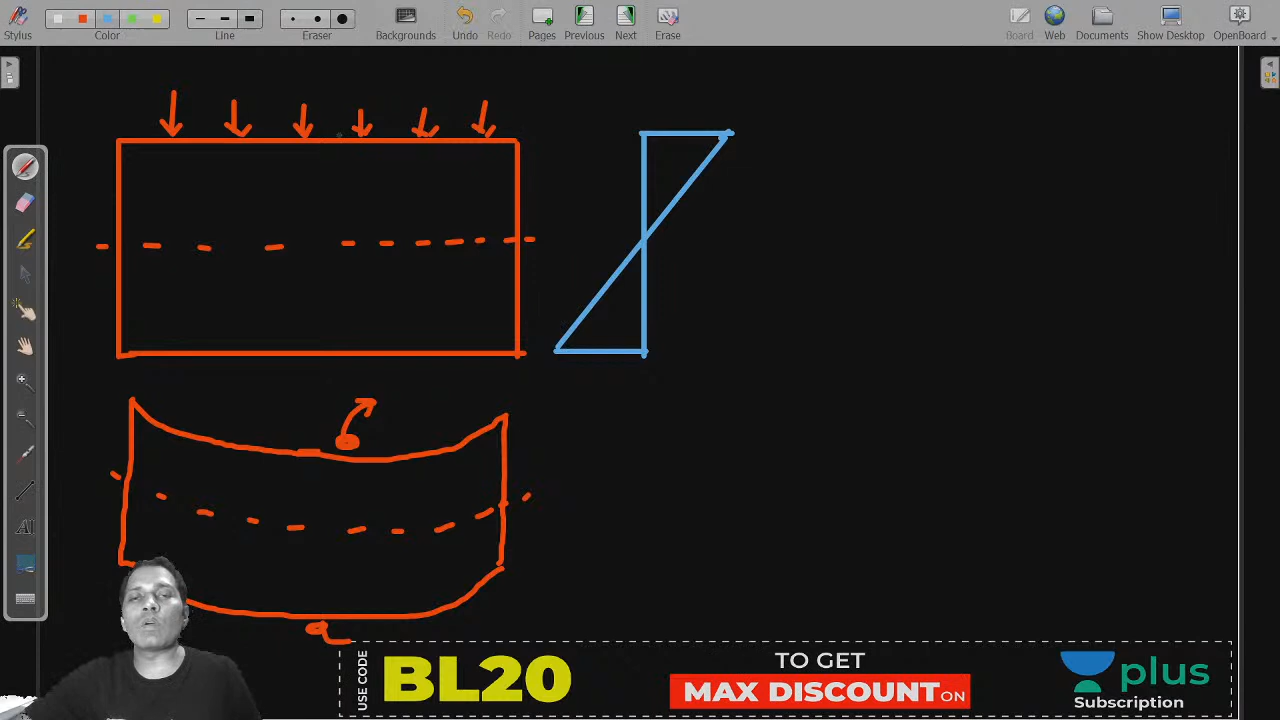 Stylus
Color
Line
Eraser
Backgrounds
Undo
Redo
Pages
Previous
Next
Erase
Board
Web
Documents
Show Desktop
OpenBoard
AI
USE CODE
BL20
TO GET
MAX DISCOUNT ON
plus
Subscription